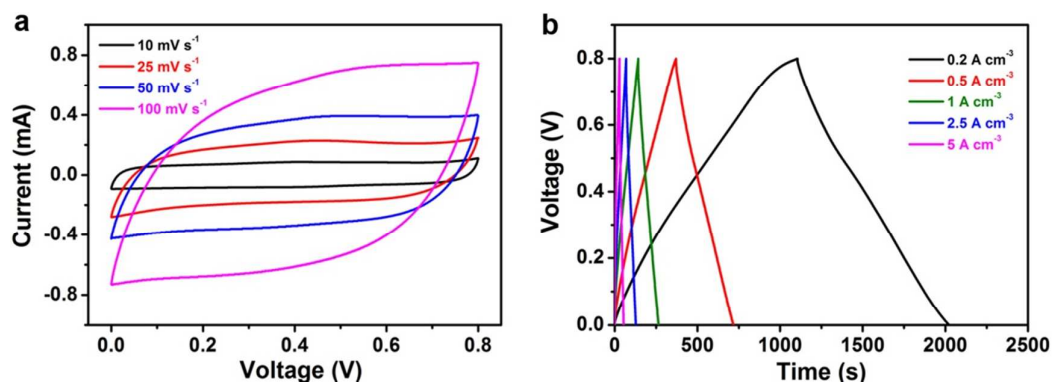 a
10 mV s⁻¹
25 mV s⁻¹
50 mV s⁻¹
100 mV s⁻¹
0.8
0.4
0.0
-0.4
-0.8
Current (mA)
0.0 0.2 0.4 0.6 0.8
Voltage (V)
b
0.2 A cm⁻³
0.5 A cm⁻³
1 A cm⁻³
2.5 A cm⁻³
5 A cm⁻³
0.8
0.6
0.4
0.2
0.0
Voltage (V)
0 500 1000 1500 2000 2500
Time (s)